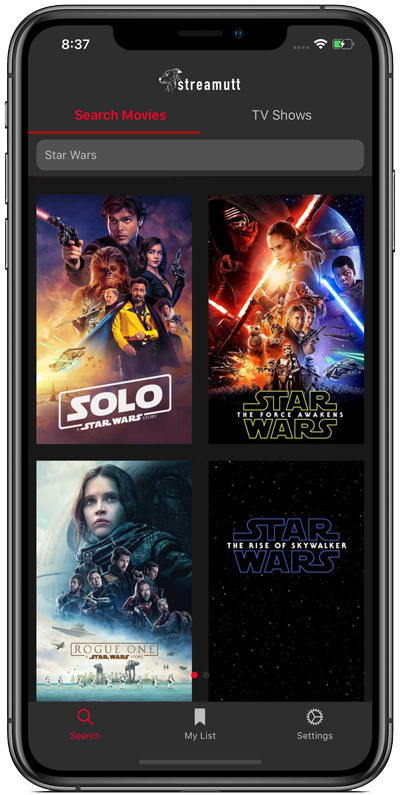 8:37
streamutt
Search Movies
TV Shows
Star Wars
SOLO
A STAR WARS STORY
STAR
THE FORCE AWAKENS
WARS
ROGUE ONE
A STAR WARS STORY
STAR
THE RISE OF SKYWALKER
WARS
Search
My List
Settings